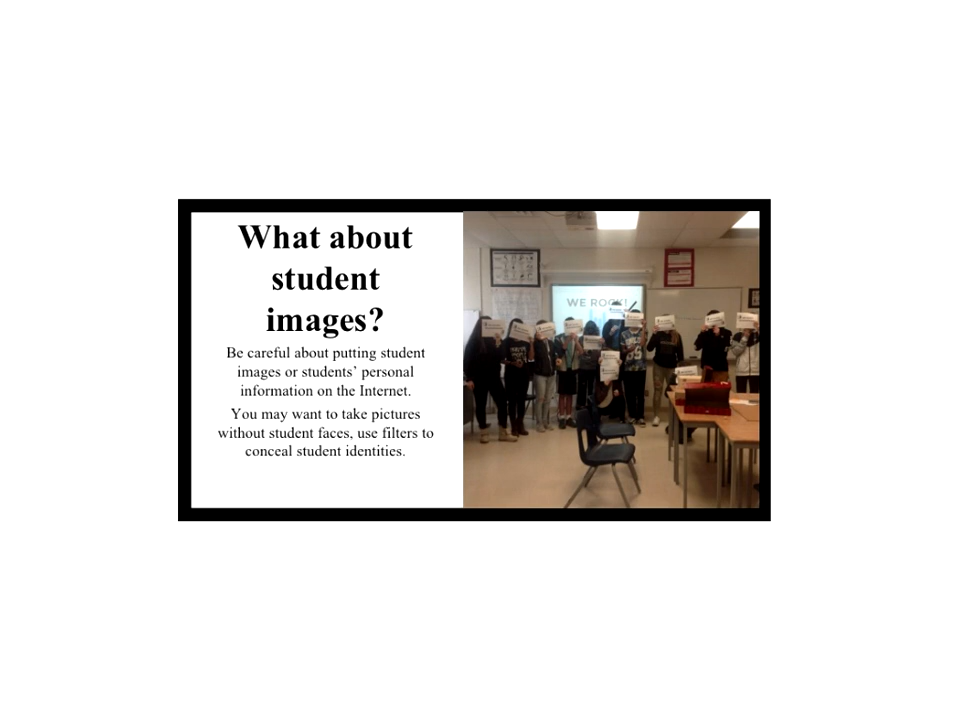 What about
student
images?
Be careful about putting student
images or students’ personal
information on the Internet.
You may want to take pictures
without student faces, use filters to
conceal student identities.
WE ROCK!